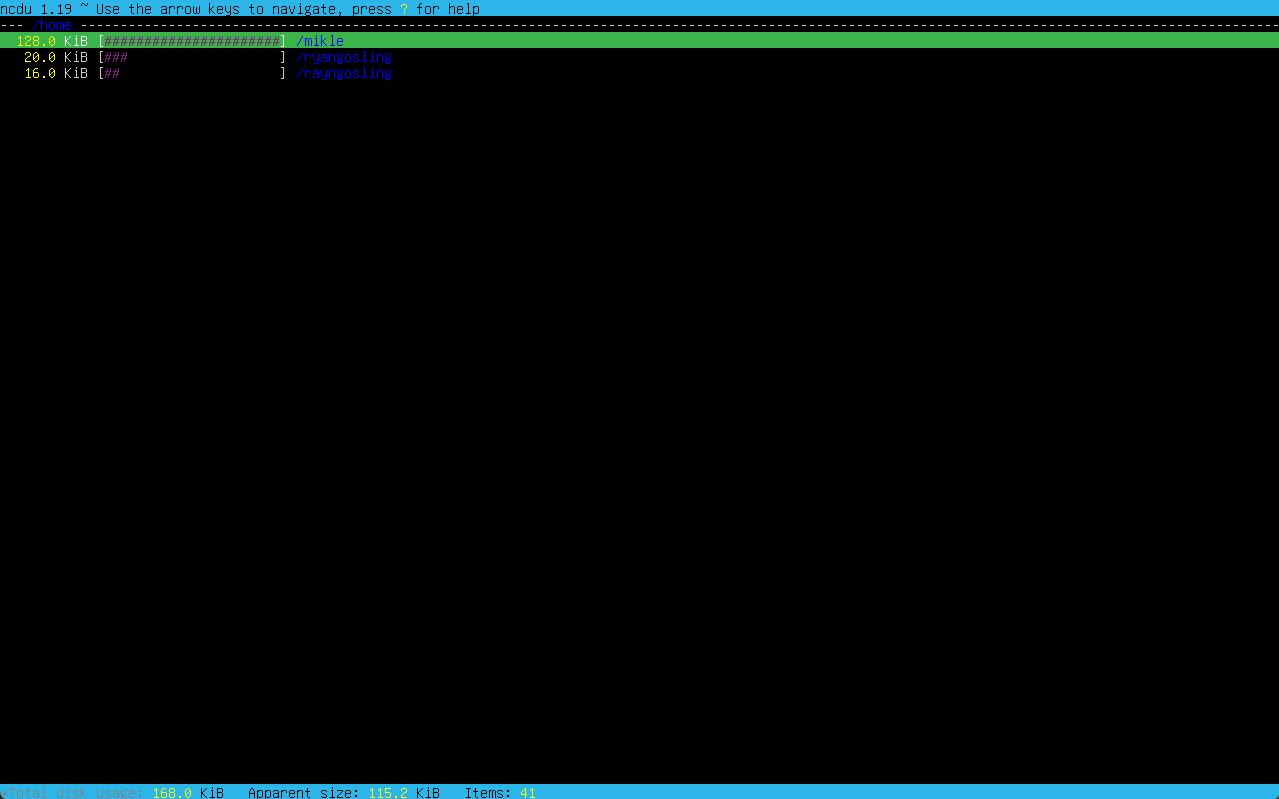 ncdu 1.19 ~ Use the arrow keys to navigate, press ? for help
--- /home ------------------------------------------------------------------------------------------------------------------------------------------------------
128.0 KiB [######################] /mikle
20.0 KiB [###                   ] /ryangosling
16.0 KiB [##                    ] /rayngosling
*Total disk usage: 168.0 KiB   Apparent size: 115.2 KiB   Items: 41